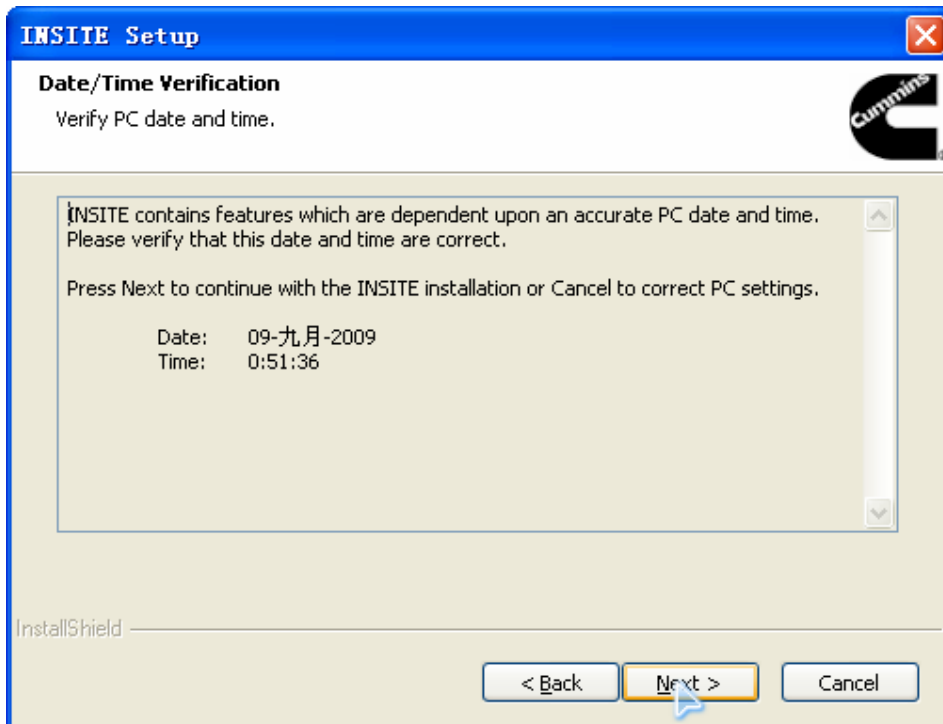 INSITE Setup
Date/Time Verification
Verify PC date and time.
Cummins
INSITE contains features which are dependent upon an accurate PC date and time.
Please verify that this date and time are correct.
Press Next to continue with the INSITE installation or Cancel to correct PC settings.
Date: 09-九月-2009
Time: 0:51:36
InstallShield
< Back
Next >
Cancel